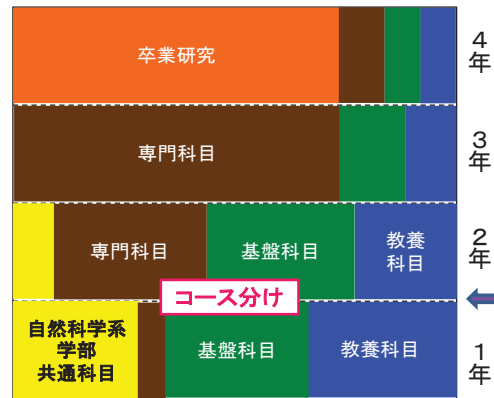 卒業研究
4
年
専門科目
3
年
専門科目
基盤科目
教養
科目
2
年
コース分け
自然科学系
学部
共通科目
基盤科目
教養科目
1
年